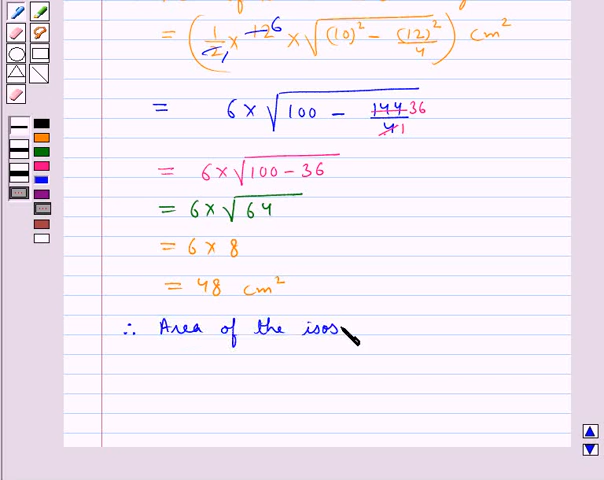 = ( 1/2 × 12 6 × √((10)² − (12)²/4) ) cm²
= 6 × √(100 − 144/4 36 1)
= 6 × √(100 − 36)
= 6 × √64
= 6 × 8
= 48 cm²
∴ Area of the isos